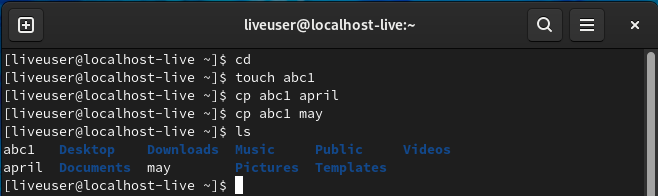 liveuser@localhost-live:~
[liveuser@localhost-live ~]$ cd
[liveuser@localhost-live ~]$ touch abc1
[liveuser@localhost-live ~]$ cp abc1 april
[liveuser@localhost-live ~]$ cp abc1 may
[liveuser@localhost-live ~]$ ls
abc1   Desktop    Downloads  Music     Public     Videos
april  Documents  may        Pictures  Templates
[liveuser@localhost-live ~]$